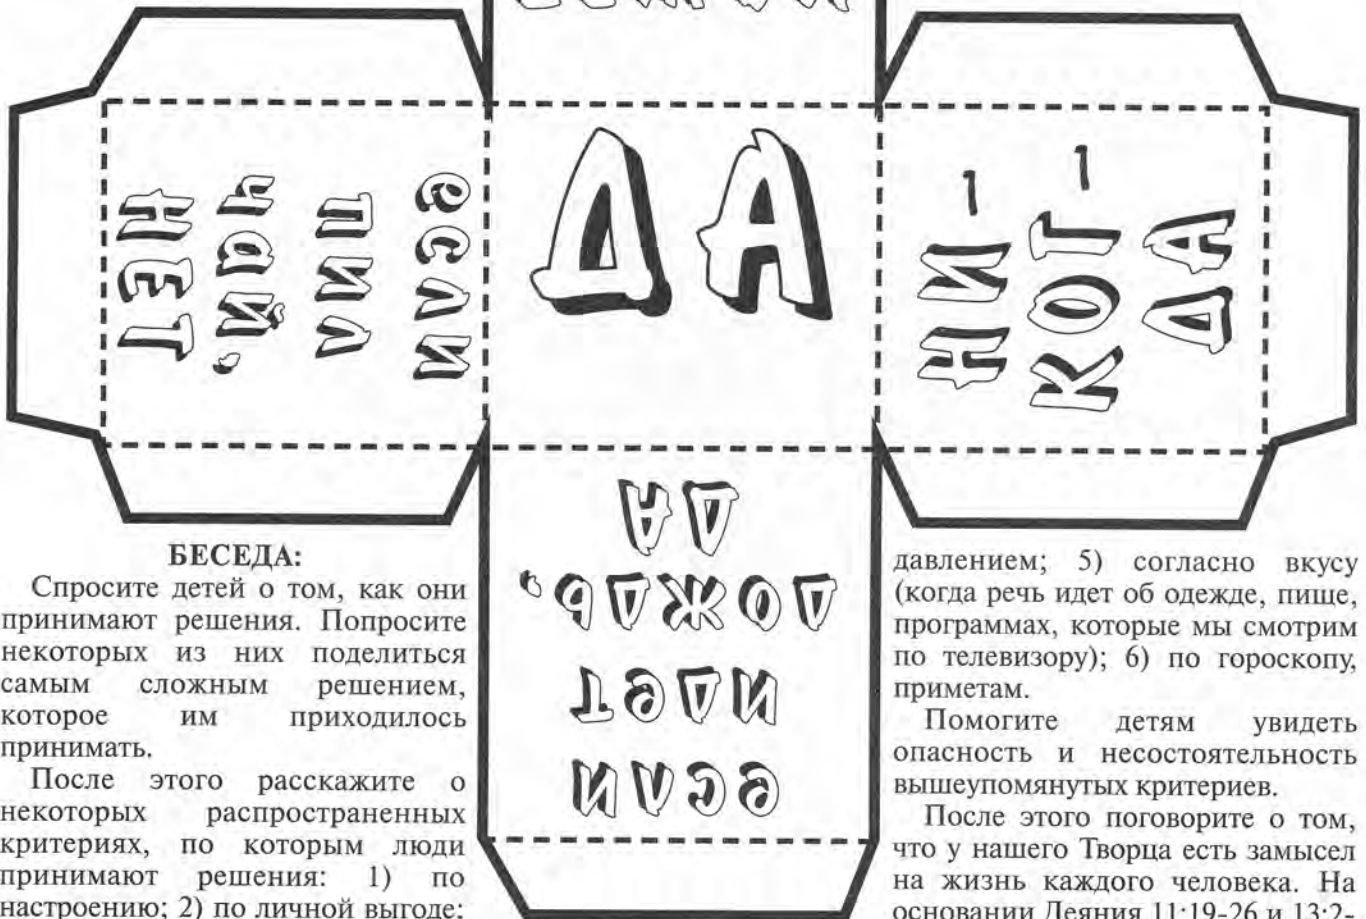 если
пил
чай,
НЕТ
ДА
НИ-
КОГ-
ДА
если
идет
дождь,
ДА
БЕСЕДА:
Спросите детей о том, как они
принимают решения. Попросите
некоторых из них поделиться
самым сложным решением,
которое им приходилось
принимать.
После этого расскажите о
некоторых распространенных
критериях, по которым люди
принимают решения: 1) по
настроению; 2) по личной выгоде;
давлением; 5) согласно вкусу
(когда речь идет об одежде, пище,
программах, которые мы смотрим
по телевизору); 6) по гороскопу,
приметам.
Помогите детям увидеть
опасность и несостоятельность
вышеупомянутых критериев.
После этого поговорите о том,
что у нашего Творца есть замысел
на жизнь каждого человека. На
основании Деяния 11:19-26 и 13:2-